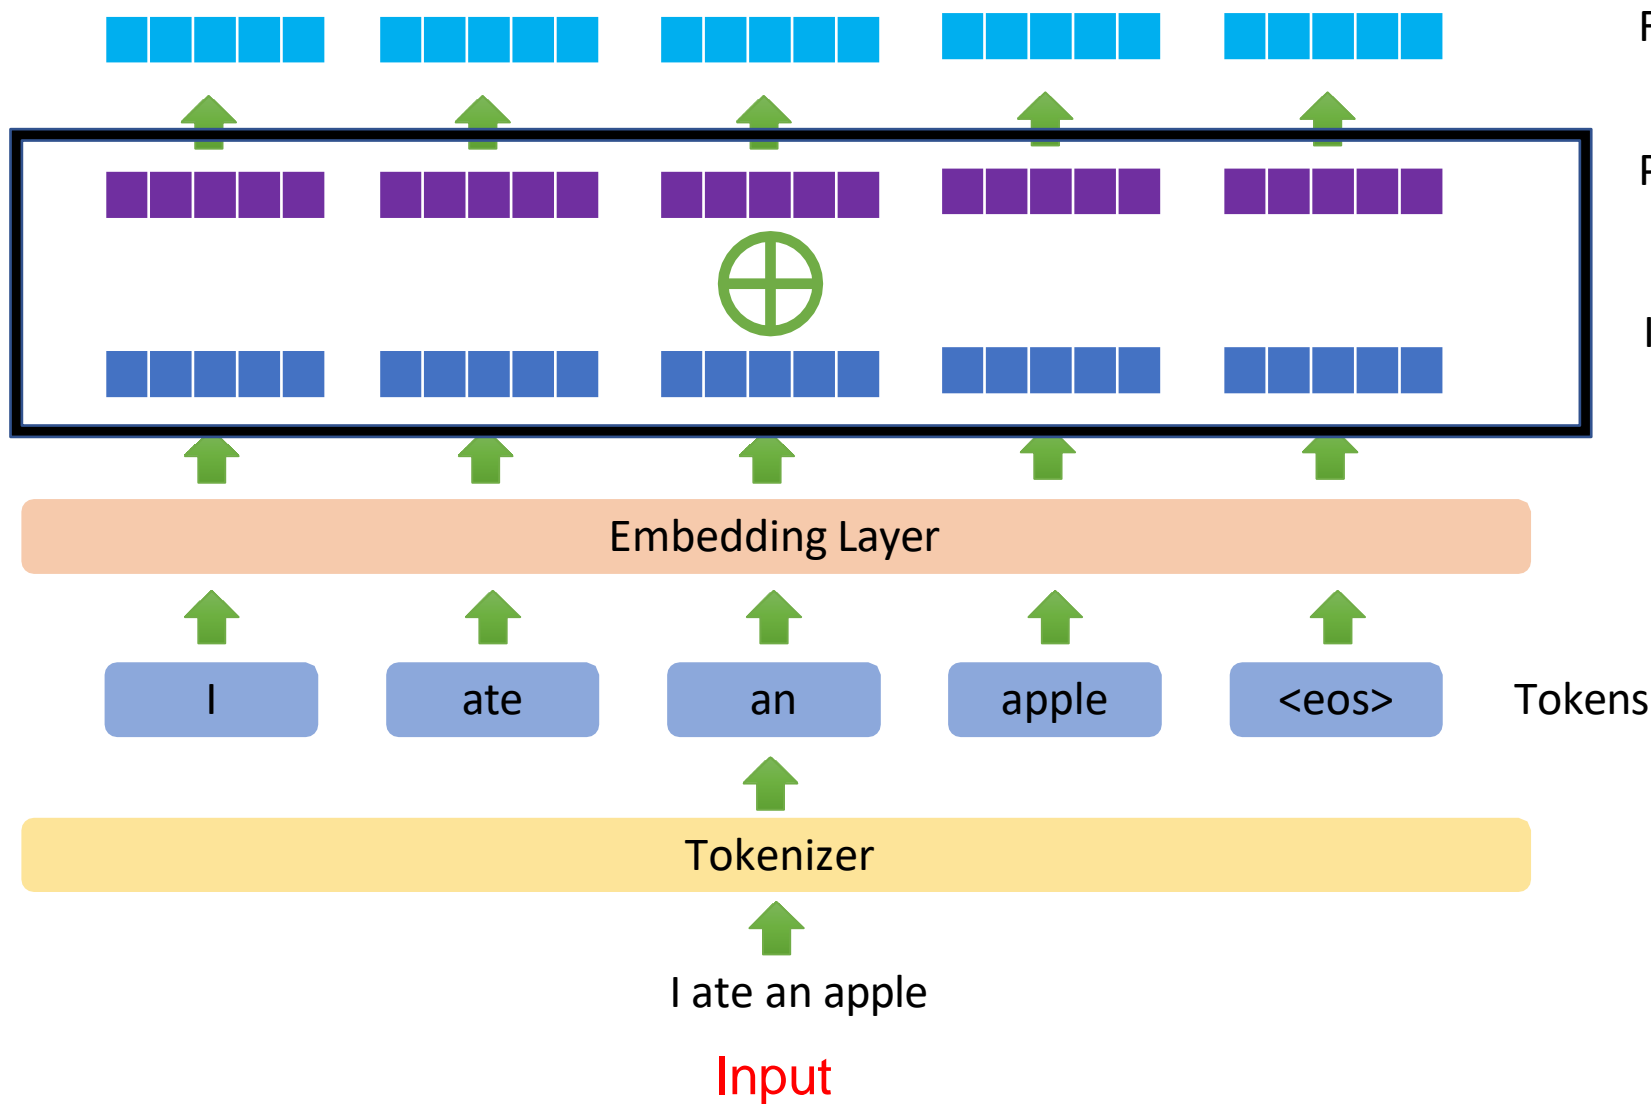 Embedding Layer
I ate an apple <eos> Tokens
Tokenizer
I ate an apple
Input